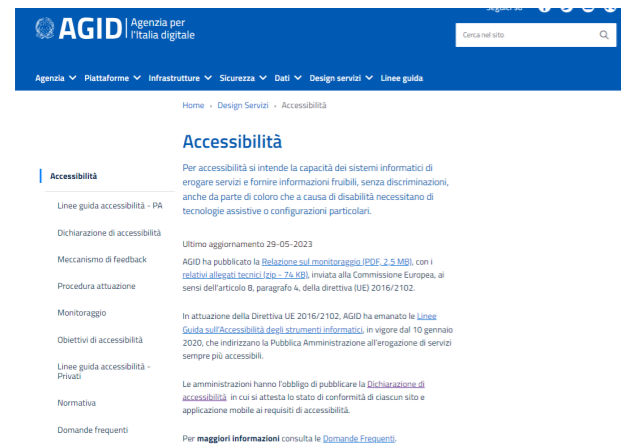 Seguici su
AGID Agenzia per l'Italia digitale
Cerca nel sito
Agenzia Piattaforme Infrastrutture Sicurezza Dati Design servizi Linee guida
Home › Design Servizi › Accessibilità
Accessibilità
Per accessibilità si intende la capacità dei sistemi informatici di
erogare servizi e fornire informazioni fruibili, senza discriminazioni,
anche da parte di coloro che a causa di disabilità necessitano di
tecnologie assistive o configurazioni particolari.
Accessibilità
Linee guida accessibilità - PA
Dichiarazione di accessibilità
Meccanismo di feedback
Procedura attuazione
Monitoraggio
Obiettivi di accessibilità
Linee guida accessibilità -
Privati
Normativa
Domande frequenti
Ultimo aggiornamento 29-05-2023
AGID ha pubblicato la Relazione sul monitoraggio (PDF, 2,5 MB), con i
relativi allegati tecnici (zip - 74 KB), inviata alla Commissione Europea, ai
sensi dell'articolo 8, paragrafo 4, della direttiva (UE) 2016/2102.
In attuazione della Direttiva UE 2016/2102, AGID ha emanato le Linee
Guida sull'Accessibilità degli strumenti informatici, in vigore dal 10 gennaio
2020, che indirizzano la Pubblica Amministrazione all'erogazione di servizi
sempre più accessibili.
Le amministrazioni hanno l'obbligo di pubblicare la Dichiarazione di
accessibilità in cui si attesta lo stato di conformità di ciascun sito e
applicazione mobile ai requisiti di accessibilità.
Per maggiori informazioni consulta le Domande Frequenti.